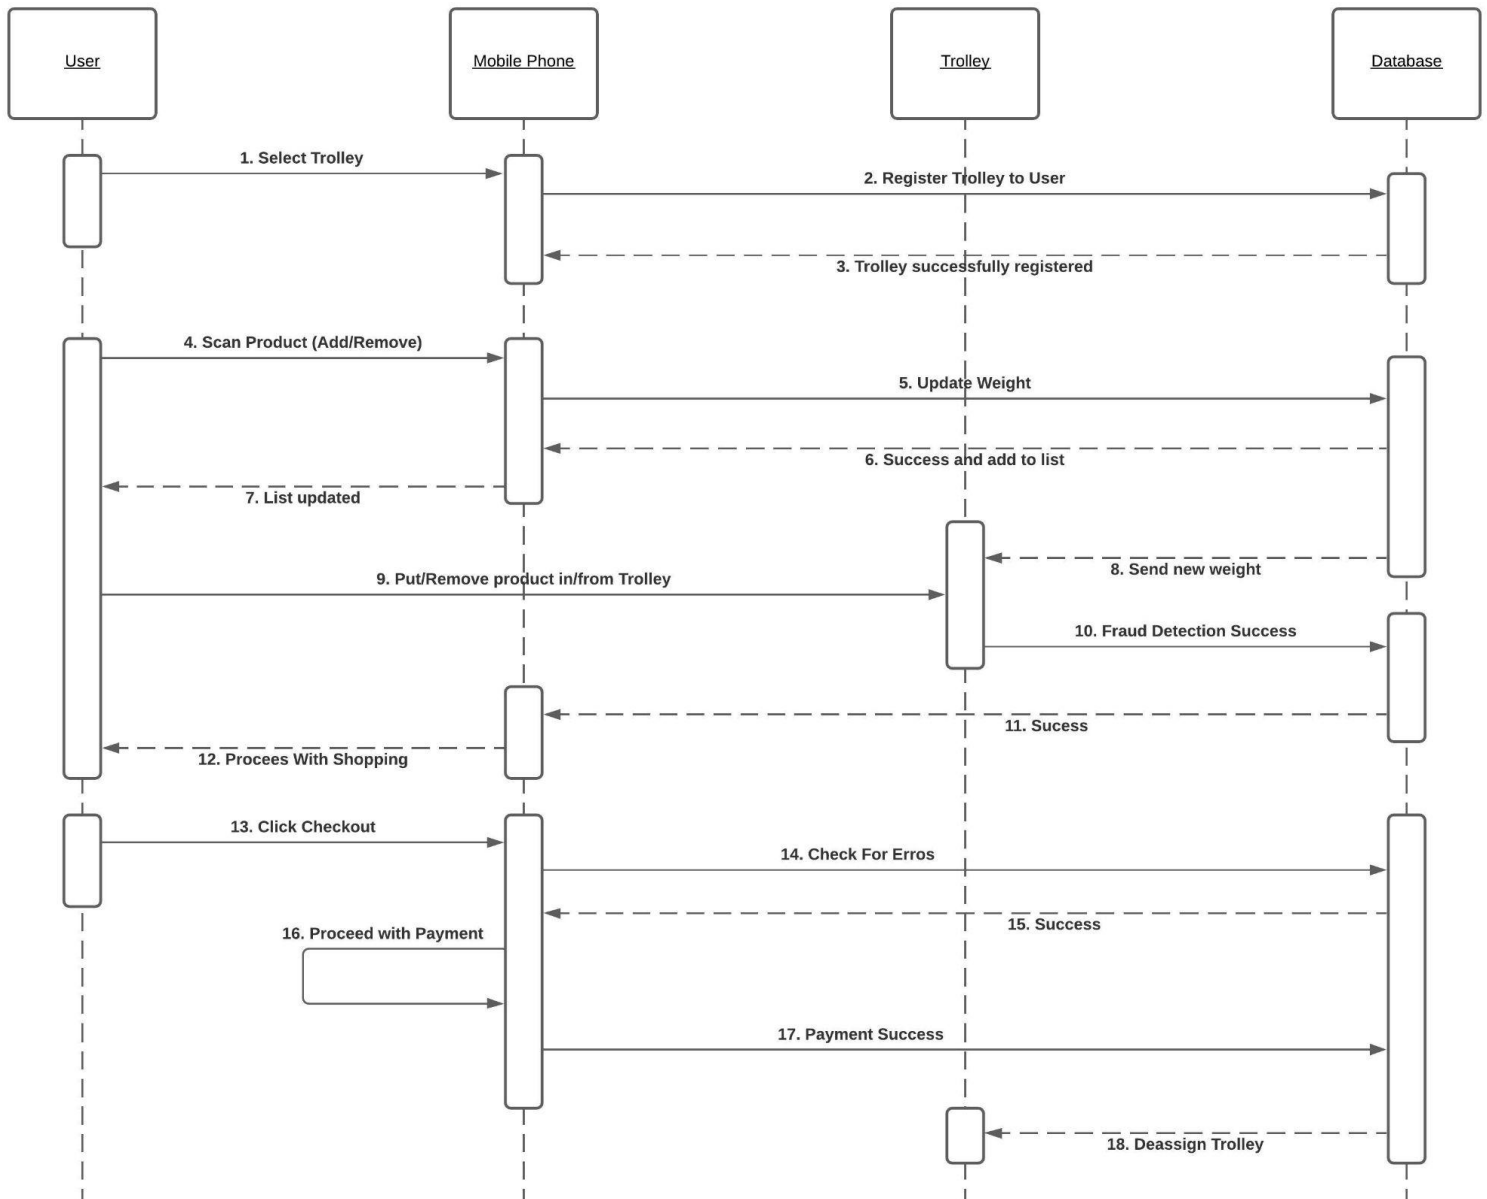 User
Mobile Phone
Trolley
Database
1. Select Trolley
2. Register Trolley to User
3. Trolley successfully registered
4. Scan Product (Add/Remove)
5. Update Weight
6. Success and add to list
7. List updated
8. Send new weight
9. Put/Remove product in/from Trolley
10. Fraud Detection Success
11. Sucess
12. Procees With Shopping
13. Click Checkout
14. Check For Erros
15. Success
16. Proceed with Payment
17. Payment Success
18. Deassign Trolley